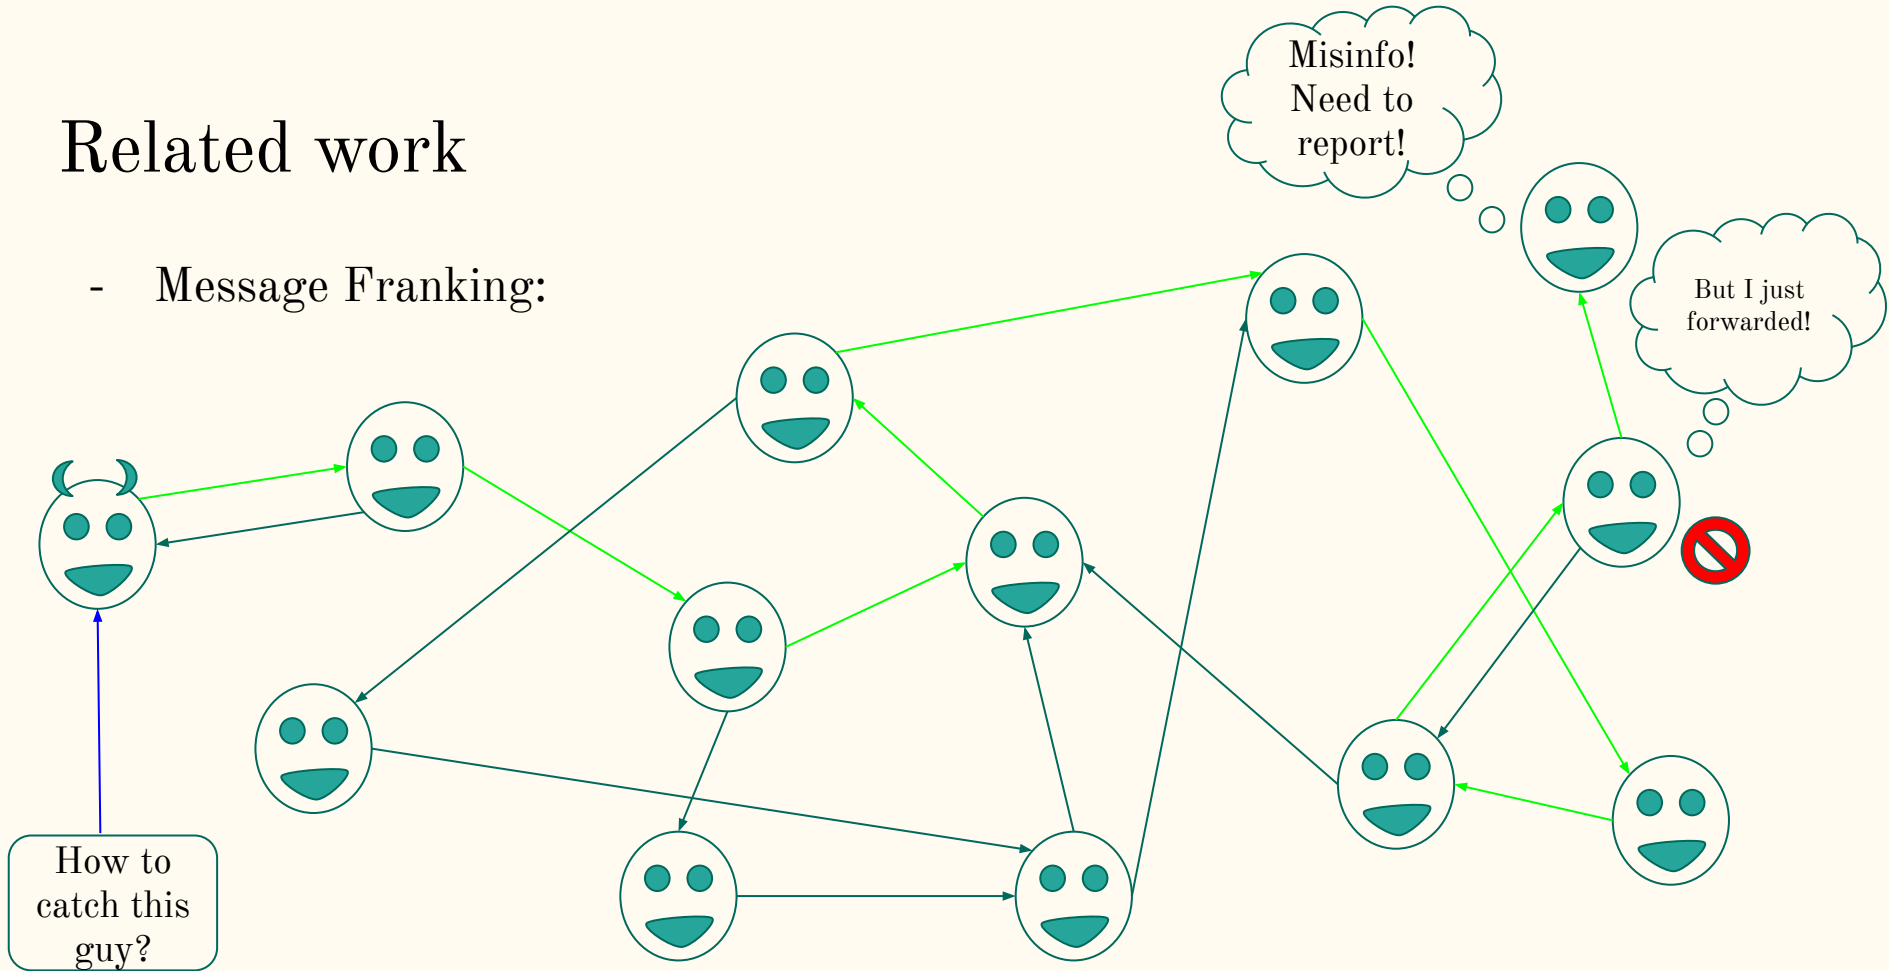 Related work
- Message Franking:
Misinfo!
Need to
report!
But I just
forwarded!
How to
catch this
guy?